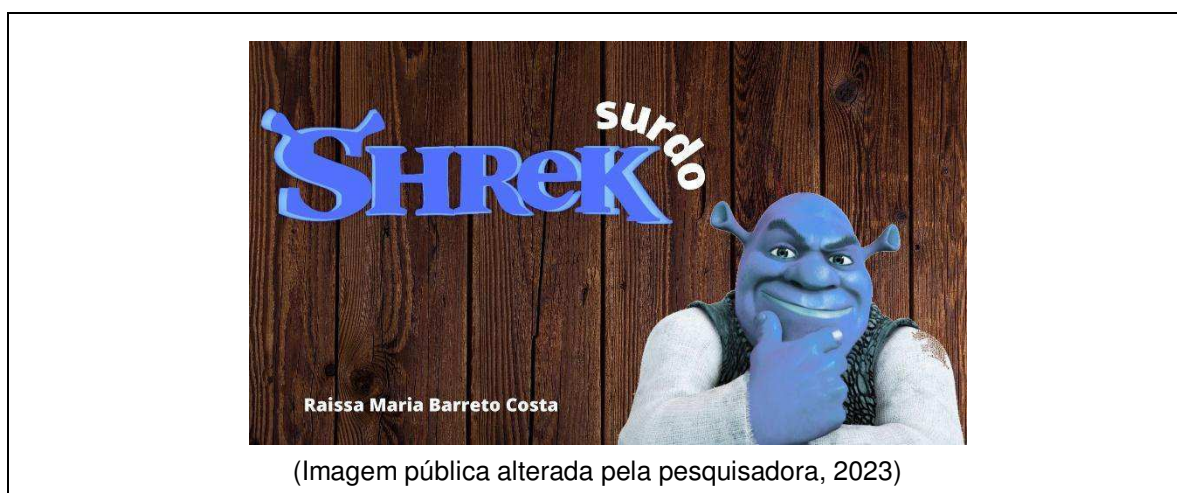 surdo
SHReK
Raissa Maria Barreto Costa
(Imagem pública alterada pela pesquisadora, 2023)